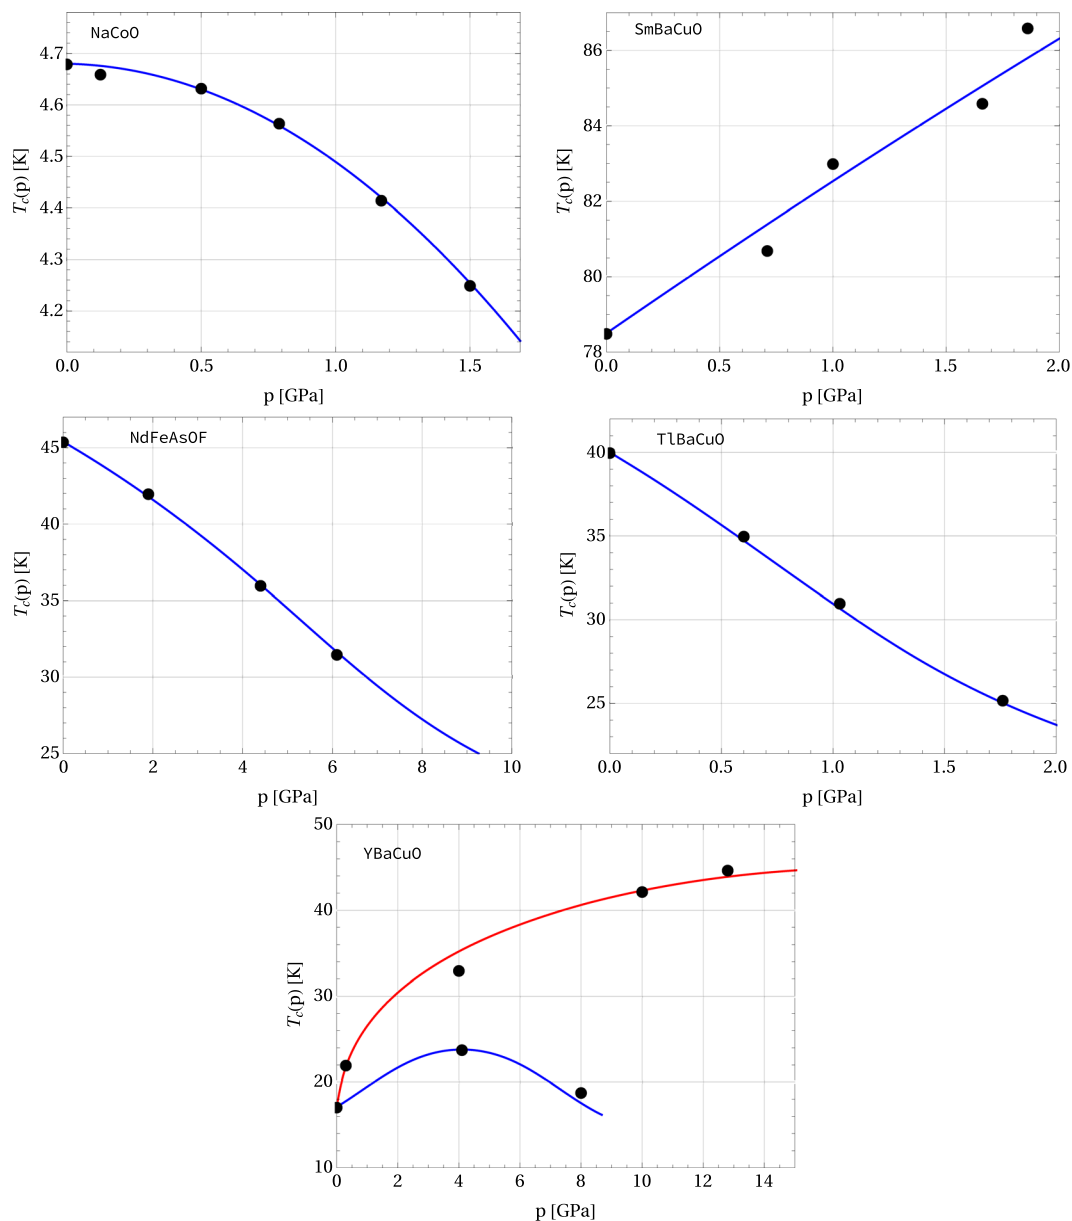 NaCoO
4.7
4.6
4.5
4.4
4.3
4.2
T_c(p) [K]
0.0 0.5 1.0 1.5
p [GPa]
SmBaCuO
86
84
82
80
78
T_c(p) [K]
0.0 0.5 1.0 1.5 2.0
p [GPa]
NdFeAsOF
45
40
35
30
25
T_c(p) [K]
0 2 4 6 8 10
p [GPa]
TlBaCuO
40
35
30
25
T_c(p) [K]
0.0 0.5 1.0 1.5 2.0
p [GPa]
50
YBaCuO
40
30
20
10
T_c(p) [K]
0 2 4 6 8 10 12 14
p [GPa]